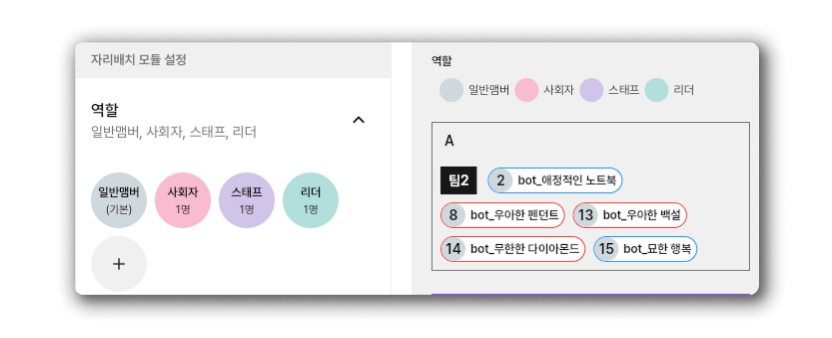 자리배치 모듈 설정
역할
일반맴버, 사회자, 스태프, 리더
일반맴버
(기본)
사회자
1명
스태프
1명
리더
1명
+
역할
일반맴버 사회자 스태프 리더
A
팀2 2 bot_애정적인 노트북
8 bot_우아한 펜던트 13 bot_우아한 백설
14 bot_무한한 다이아몬드 15 bot_묘한 행복